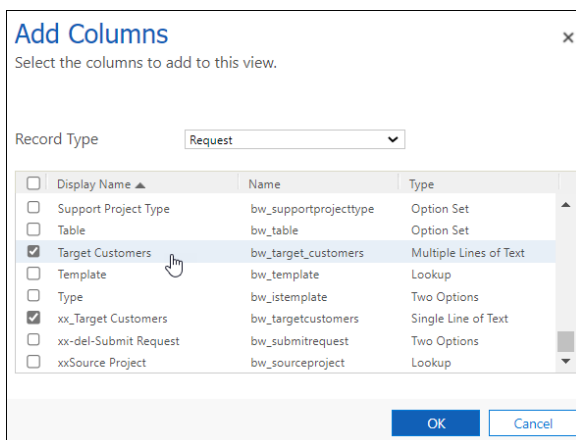 Add Columns
Select the columns to add to this view.
Record Type Request
Display Name Name Type
Support Project Type bw_supportprojecttype Option Set
Table bw_table Option Set
Target Customers bw_target_customers Multiple Lines of Text
Template bw_template Lookup
Type bw_istemplate Two Options
xx_Target Customers bw_targetcustomers Single Line of Text
xx-del-Submit Request bw_submitrequest Two Options
xxSource Project bw_sourceproject Lookup
OK Cancel